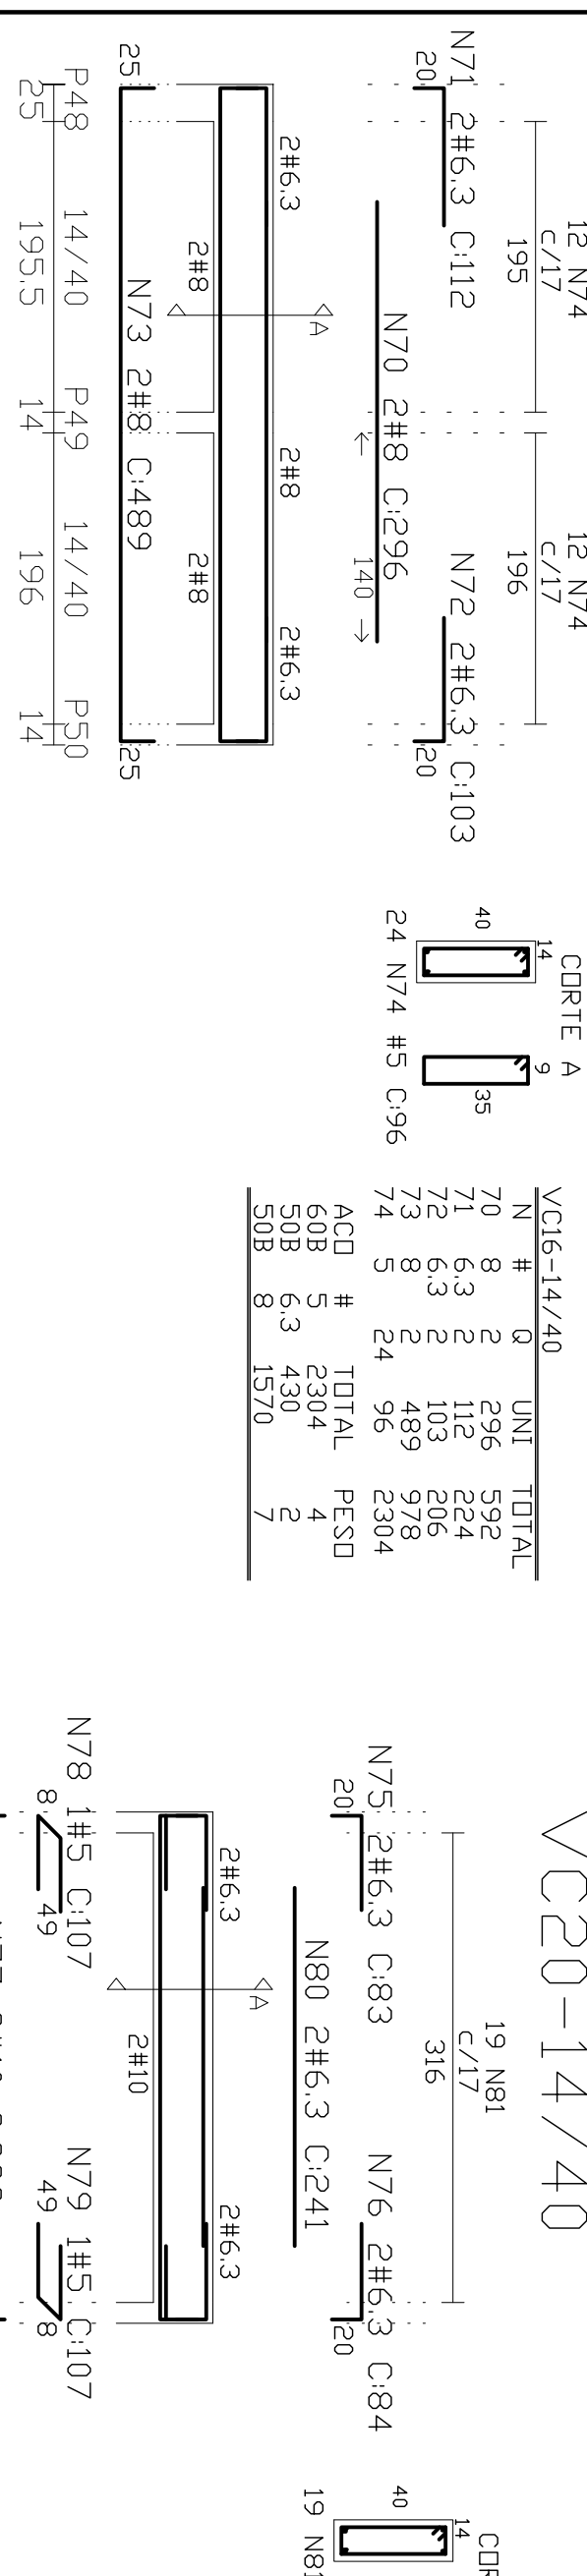 12 N74
c/17
195
12 N74
c/17
196
N71 2#6.3 C:112
20
N72 2#6.3 C:103
20
N70 2#8 C:296
140
2#6.3
2#8
2#6.3
A
2#8
2#8
N73 2#8 C:489
25
25
P48 14/40 P49 14/40 P50
25 195.5 14 196 14
CORTE A
14
40
9
35
24 N74 #5 C:96
VC16-14/40
N # Q UNI TOTAL
70 8 2 296 592
71 6.3 2 112 224
72 6.3 2 103 206
73 8 2 489 978
74 5 24 96 2304
ACO # TOTAL PESO
60B 5 2304 4
50B 6.3 430 2
50B 8 1570 7
VC20-14/40
19 N81
c/17
316
N75 2#6.3 C:83
20
N76 2#6.3 C:84
20
N80 2#6.3 C:241
2#6.3
2#6.3
A
2#10
N78 1#5 C:107
8 49
N79 1#5 C:107
49 8
14
40